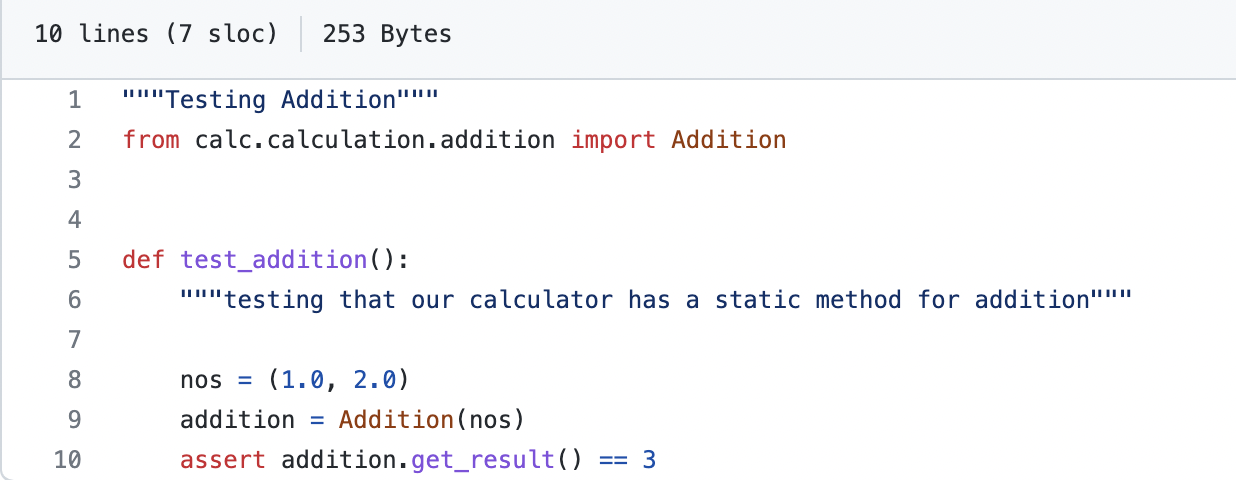 10 lines (7 sloc) 253 Bytes
1 """Testing Addition"""
2 from calc.calculation.addition import Addition
3
4
5 def test_addition():
6     """testing that our calculator has a static method for addition"""
7
8     nos = (1.0, 2.0)
9     addition = Addition(nos)
10     assert addition.get_result() == 3